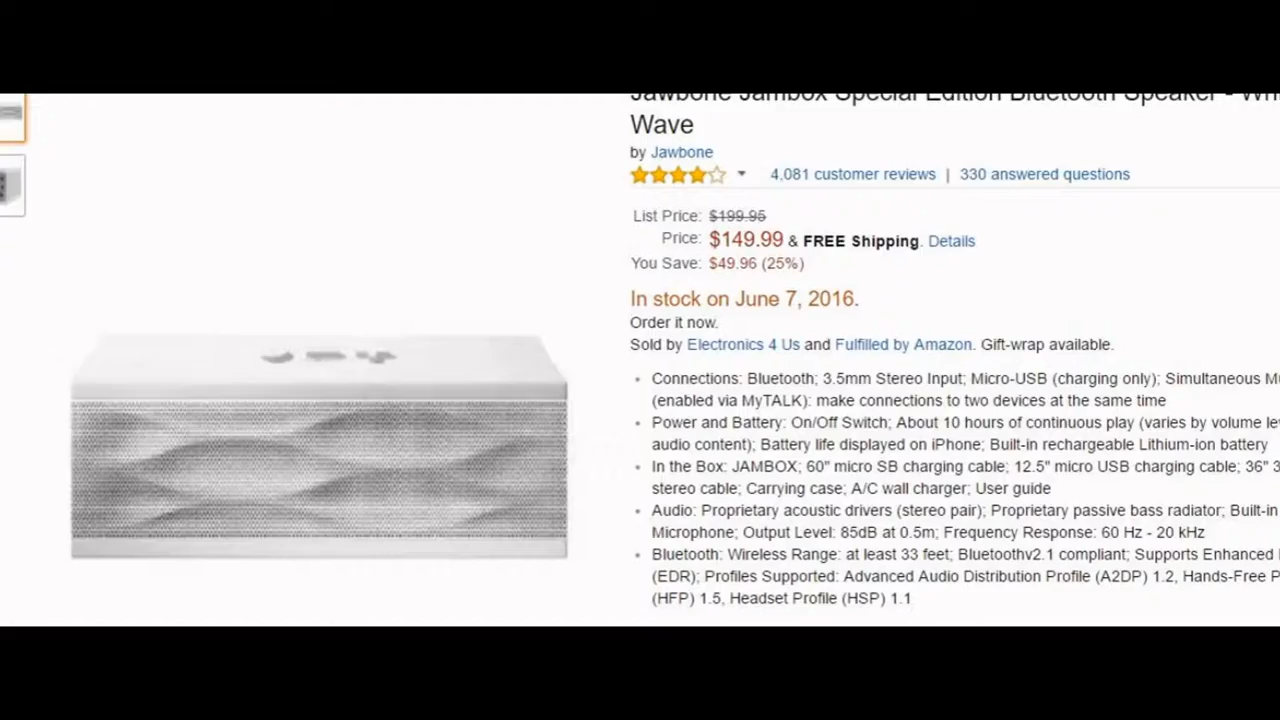 Jawbone Jambox Special Edition Bluetooth Speaker -
Wave
by Jawbone
4,081 customer reviews | 330 answered questions
List Price: $199.95
Price: $149.99 & FREE Shipping. Details
You Save: $49.96 (25%)
In stock on June 7, 2016.
Order it now.
Sold by Electronics 4 Us and Fulfilled by Amazon. Gift-wrap available.
• Connections: Bluetooth; 3.5mm Stereo Input; Micro-USB (charging only); Simultaneous
(enabled via MyTALK): make connections to two devices at the same time
• Power and Battery: On/Off Switch; About 10 hours of continuous play (varies by volume
audio content); Battery life displayed on iPhone; Built-in rechargeable Lithium-ion battery
• In the Box: JAMBOX; 60" micro SB charging cable; 12.5" micro USB charging cable; 36"
stereo cable; Carrying case; A/C wall charger; User guide
• Audio: Proprietary acoustic drivers (stereo pair); Proprietary passive bass radiator; Built-in
Microphone; Output Level: 85dB at 0.5m; Frequency Response: 60 Hz - 20 kHz
• Bluetooth: Wireless Range: at least 33 feet; Bluetoothv2.1 compliant; Supports Enhanced
(EDR); Profiles Supported: Advanced Audio Distribution Profile (A2DP) 1.2, Hands-Free
(HFP) 1.5, Headset Profile (HSP) 1.1